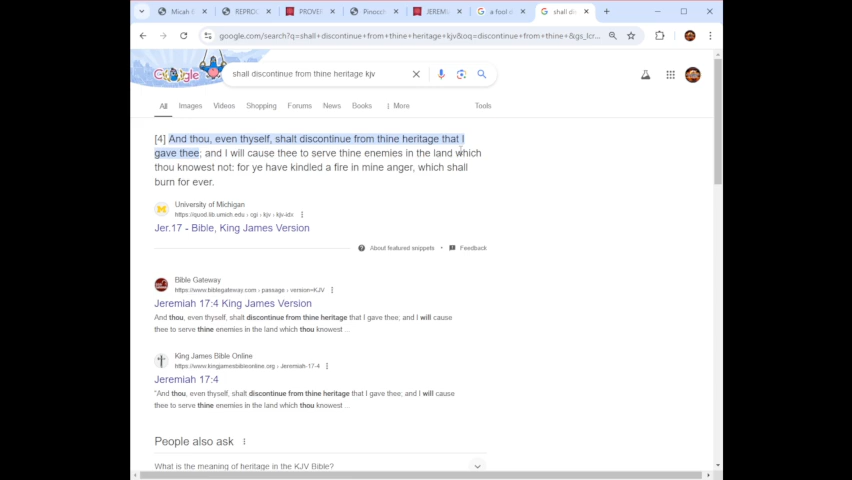 Micah 6
REPROB
PROVER
Pinocch
JEREMI
a fool d
shall dis
google.com/search?q=shall+discontinue+from+thine+heritage+kjv&oq=discontinue+from+thine+&gs_lcr...
Google
shall discontinue from thine heritage kjv
All Images Videos Shopping Forums News Books More Tools
[4] And thou, even thyself, shalt discontinue from thine heritage that I
gave thee; and I will cause thee to serve thine enemies in the land which
thou knowest not: for ye have kindled a fire in mine anger, which shall
burn for ever.
University of Michigan
https://quod.lib.umich.edu › cgi › kjv › kjv-idx
Jer.17 - Bible, King James Version
About featured snippets • Feedback
Bible Gateway
https://www.biblegateway.com › passage › version=KJV
Jeremiah 17:4 King James Version
And thou, even thyself, shalt discontinue from thine heritage that I gave thee; and I will cause
thee to serve thine enemies in the land which thou knowest ...
King James Bible Online
https://www.kingjamesbibleonline.org › Jeremiah-17-4
Jeremiah 17:4
"And thou, even thyself, shalt discontinue from thine heritage that I gave thee; and I will cause
thee to serve thine enemies in the land which thou knowest ...
People also ask
What is the meaning of heritage in the KJV Bible?